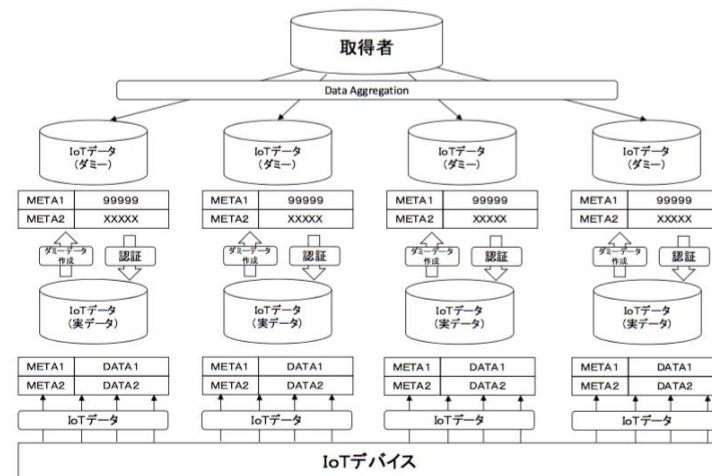 取得者
Data Aggregation
IoTデータ
(ダミー)
IoTデータ
(ダミー)
IoTデータ
(ダミー)
IoTデータ
(ダミー)
META1 99999
META2 XXXXX
META1 99999
META2 XXXXX
META1 99999
META2 XXXXX
META1 99999
META2 XXXXX
ダミーデータ
作成
認証
ダミーデータ
作成
認証
ダミーデータ
作成
認証
ダミーデータ
作成
認証
IoTデータ
(実データ)
IoTデータ
(実データ)
IoTデータ
(実データ)
IoTデータ
(実データ)
META1 DATA1
META2 DATA2
META1 DATA1
META2 DATA2
META1 DATA1
META2 DATA2
META1 DATA1
META2 DATA2
IoTデータ
IoTデータ
IoTデータ
IoTデータ
IoTデバイス